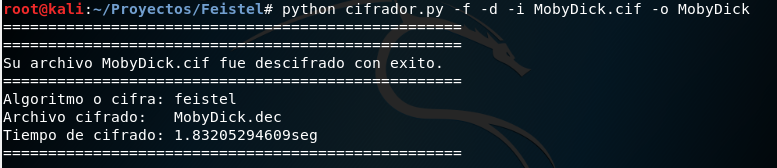 root@kali:~/Proyectos/Feistel# python cifrador.py -f -d -i MobyDick.cif -o MobyDick
===================================================
===================================================
Su archivo MobyDick.cif fue descifrado con exito.
===================================================
Algoritmo o cifra: feistel
Archivo cifrado:   MobyDick.dec
Tiempo de cifrado: 1.83205294609seg
===================================================